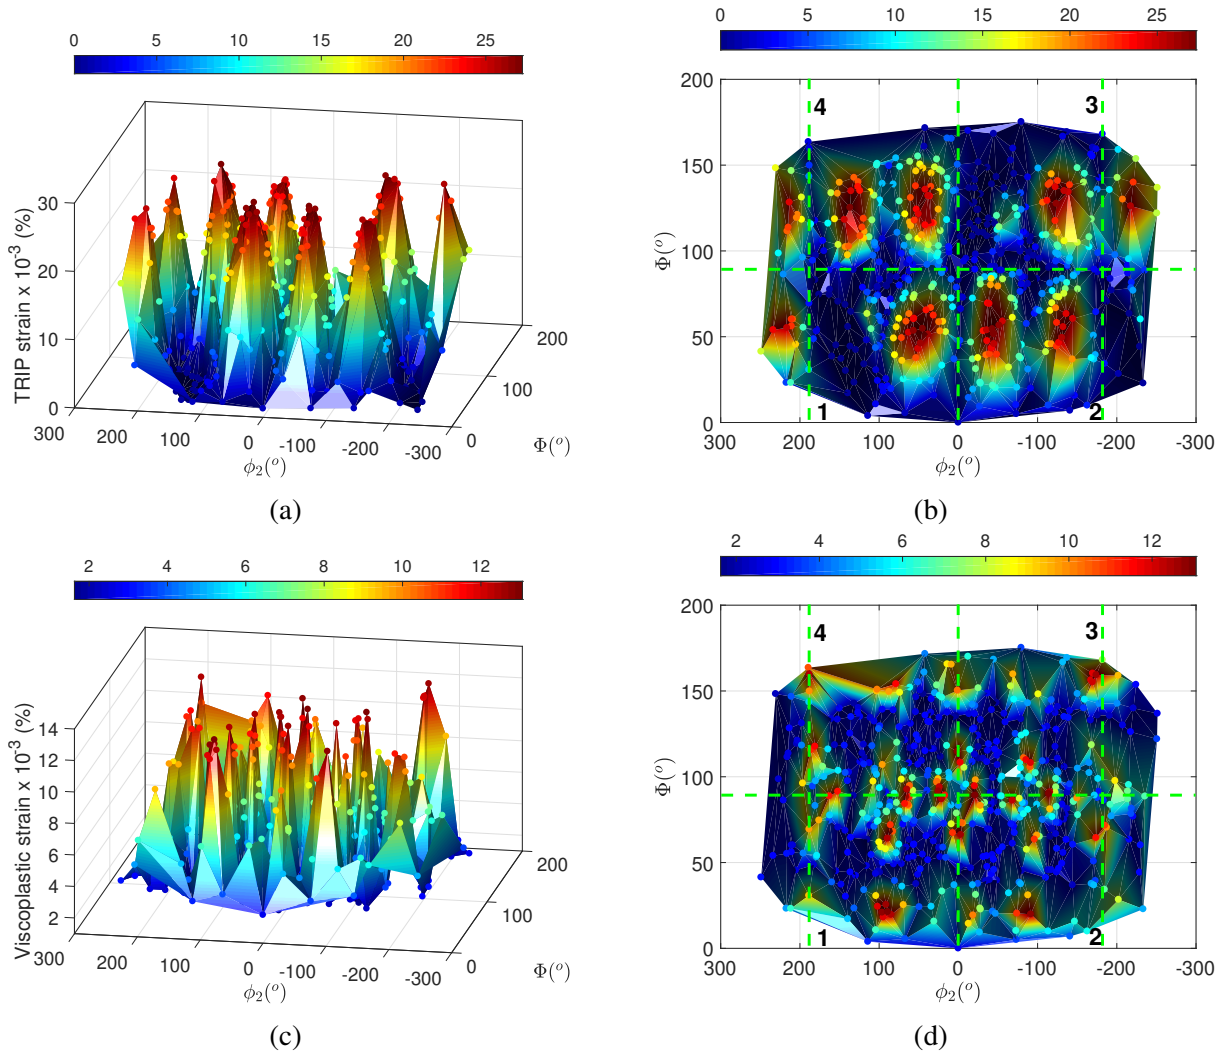 0 5 10 15 20 25
30
20
10
0
TRIP strain x 10⁻³ (%)
300 200 100 0 -100 -200 -300
ϕ₂(ᵒ)
0 100 200
Φ(ᵒ)
(a)
0 5 10 15 20 25
200
150
100
50
0
Φ(ᵒ)
4 3
1 2
300 200 100 0 -100 -200 -300
ϕ₂(ᵒ)
(b)
2 4 6 8 10 12
14
12
10
8
6
4
2
Viscoplastic strain x 10⁻³ (%)
300 200 100 0 -100 -200 -300
ϕ₂(ᵒ)
0 100 200
Φ(ᵒ)
(c)
2 4 6 8 10 12
200
150
100
50
0
Φ(ᵒ)
4 3
1 2
300 200 100 0 -100 -200 -300
ϕ₂(ᵒ)
(d)